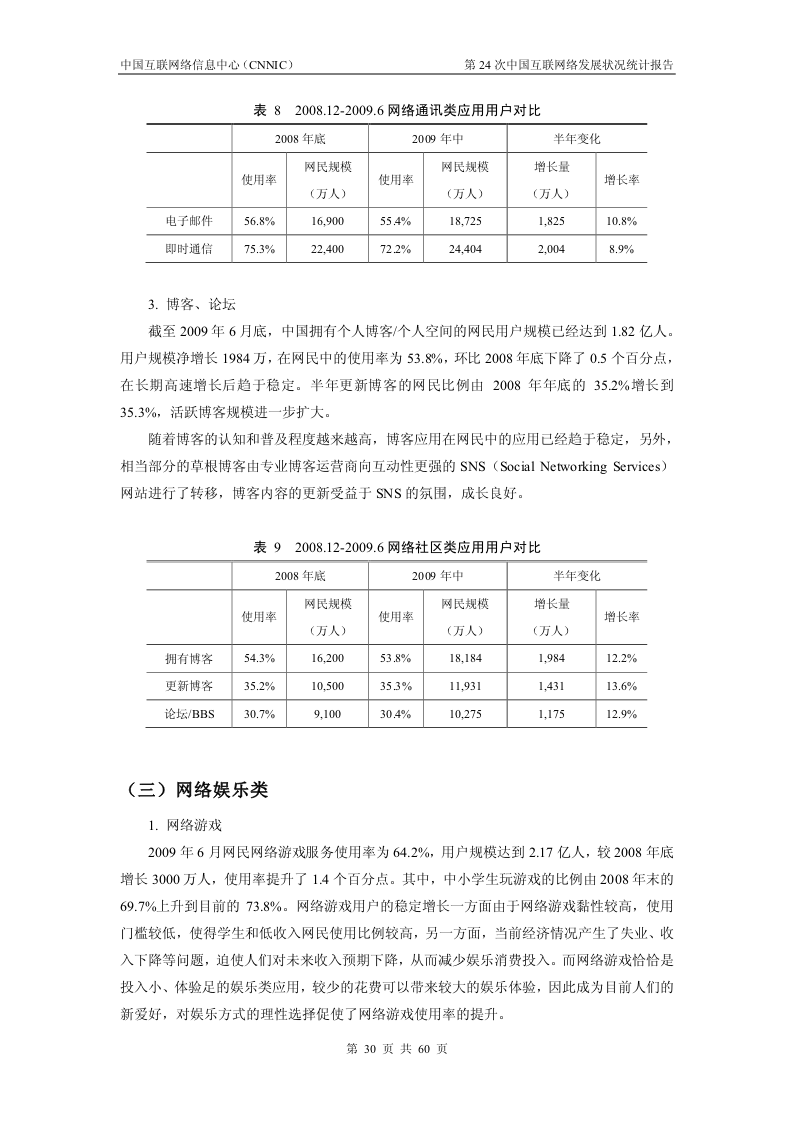 中国互联网络信息中心（CNNIC） 第 24 次中国互联网络发展状况统计报告
表 8 2008.12-2009.6 网络通讯类应用用户对比
2008 年底 2009 年中 半年变化
使用率 网民规模（万人） 使用率 网民规模（万人） 增长量（万人） 增长率
电子邮件 56.8% 16,900 55.4% 18,725 1,825 10.8%
即时通信 75.3% 22,400 72.2% 24,404 2,004 8.9%
3. 博客、论坛
截至 2009 年 6 月底，中国拥有个人博客/个人空间的网民用户规模已经达到 1.82 亿人。
用户规模净增长 1984 万，在网民中的使用率为 53.8%，环比 2008 年底下降了 0.5 个百分点，
在长期高速增长后趋于稳定。半年更新博客的网民比例由 2008 年年底的 35.2%增长到
35.3%，活跃博客规模进一步扩大。
随着博客的认知和普及程度越来越高，博客应用在网民中的应用已经趋于稳定，另外，
相当部分的草根博客由专业博客运营商向互动性更强的 SNS（Social Networking Services）
网站进行了转移，博客内容的更新受益于 SNS 的氛围，成长良好。
表 9 2008.12-2009.6 网络社区类应用用户对比
2008 年底 2009 年中 半年变化
使用率 网民规模（万人） 使用率 网民规模（万人） 增长量（万人） 增长率
拥有博客 54.3% 16,200 53.8% 18,184 1,984 12.2%
更新博客 35.2% 10,500 35.3% 11,931 1,431 13.6%
论坛/BBS 30.7% 9,100 30.4% 10,275 1,175 12.9%
（三）网络娱乐类
1. 网络游戏
2009 年 6 月网民网络游戏服务使用率为 64.2%，用户规模达到 2.17 亿人，较 2008 年底
增长 3000 万人，使用率提升了 1.4 个百分点。其中，中小学生玩游戏的比例由 2008 年末的
69.7%上升到目前的 73.8%。网络游戏用户的稳定增长一方面由于网络游戏黏性较高，使用
门槛较低，使得学生和低收入网民使用比例较高，另一方面，当前经济情况产生了失业、收
入下降等问题，迫使人们对未来收入预期下降，从而减少娱乐消费投入。而网络游戏恰恰是
投入小、体验足的娱乐类应用，较少的花费可以带来较大的娱乐体验，因此成为目前人们的
新爱好，对娱乐方式的理性选择促使了网络游戏使用率的提升。
第 30 页 共 60 页